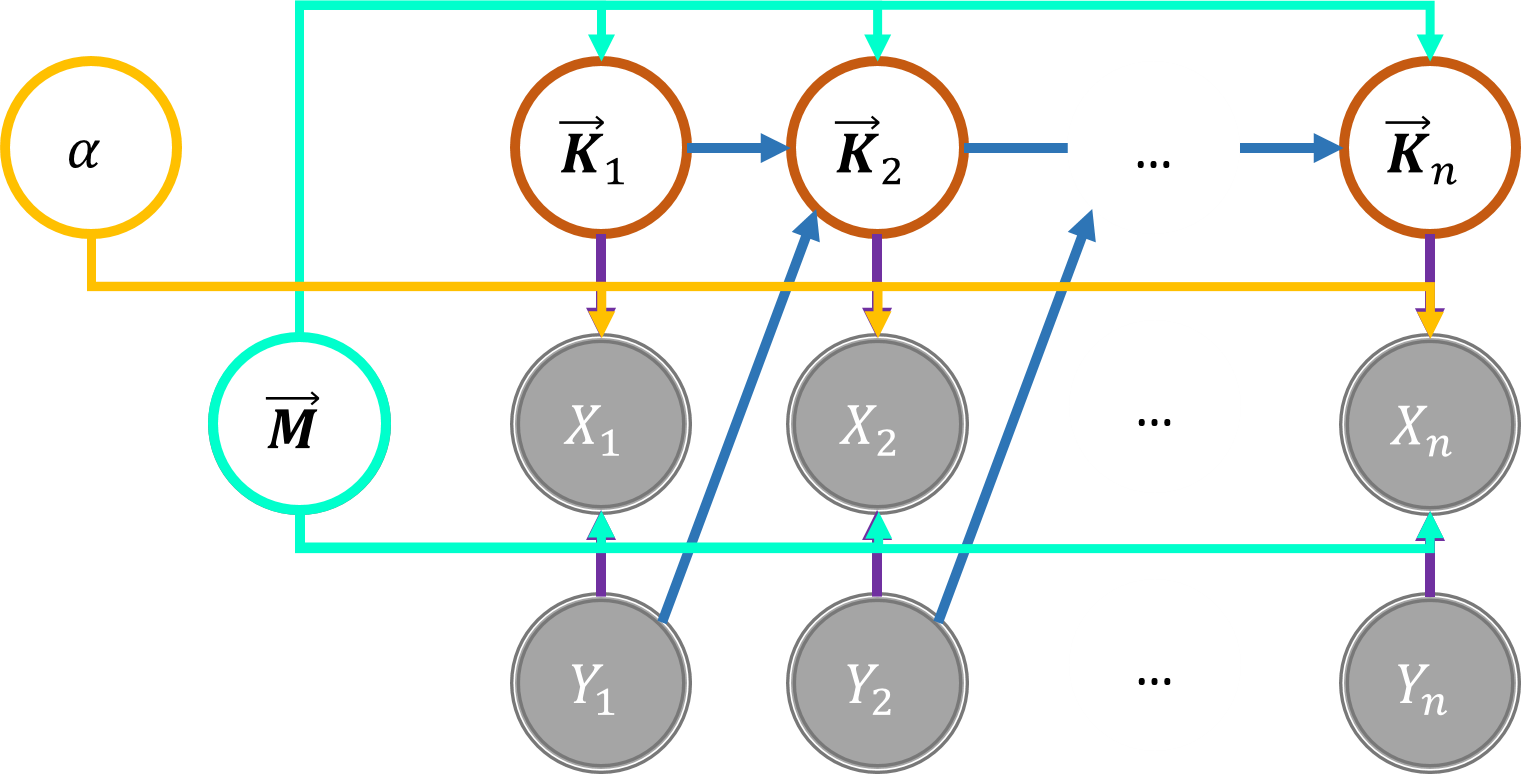 α
K⃗₁ K⃗₂ ... K⃗ₙ
M⃗ X₁ X₂ ... Xₙ
Y₁ Y₂ ... Yₙ